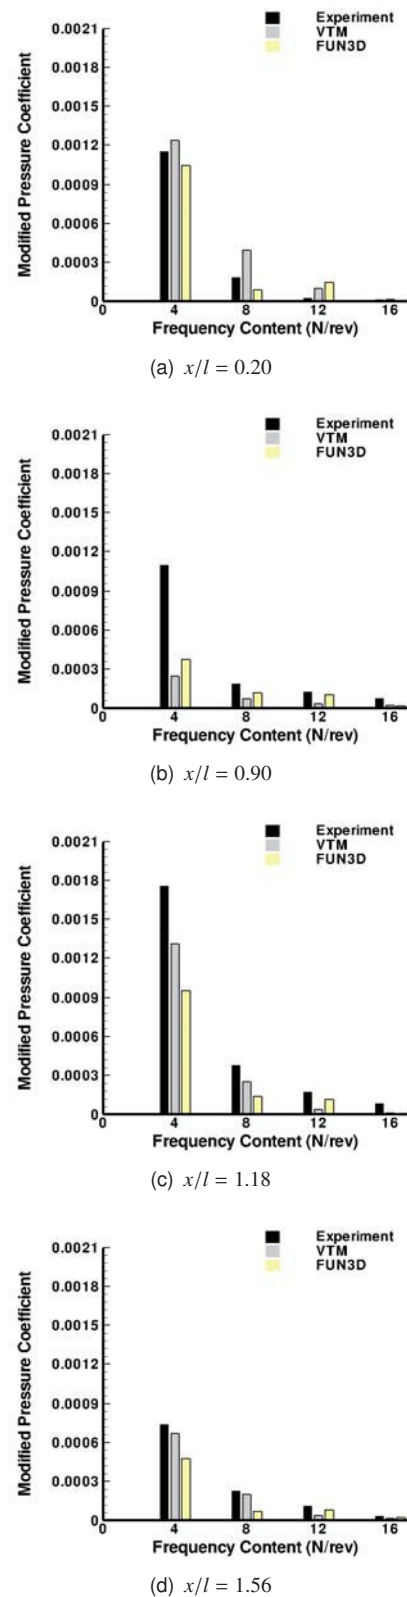 Experiment
VTM
FUN3D
Modified Pressure Coefficient
0.0021
0.0018
0.0015
0.0012
0.0009
0.0006
0.0003
0
0 4 8 12 16
Frequency Content (N/rev)
(a) x/l = 0.20
Experiment
VTM
FUN3D
Modified Pressure Coefficient
0.0021
0.0018
0.0015
0.0012
0.0009
0.0006
0.0003
0
0 4 8 12 16
Frequency Content (N/rev)
(b) x/l = 0.90
Experiment
VTM
FUN3D
Modified Pressure Coefficient
0.0021
0.0018
0.0015
0.0012
0.0009
0.0006
0.0003
0
0 4 8 12 16
Frequency Content (N/rev)
(c) x/l = 1.18
Experiment
VTM
FUN3D
Modified Pressure Coefficient
0.0021
0.0018
0.0015
0.0012
0.0009
0.0006
0.0003
0
0 4 8 12 16
Frequency Content (N/rev)
(d) x/l = 1.56